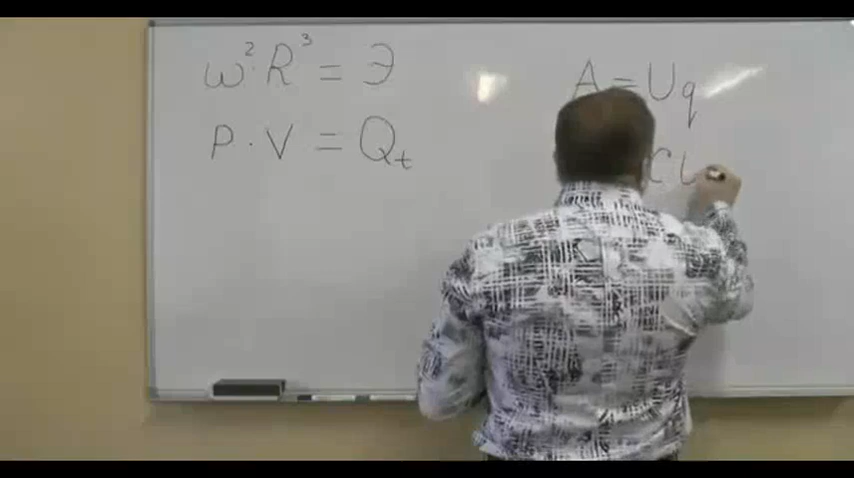 ω² · R³ = Э
P · V = Qt
A = Uq
C